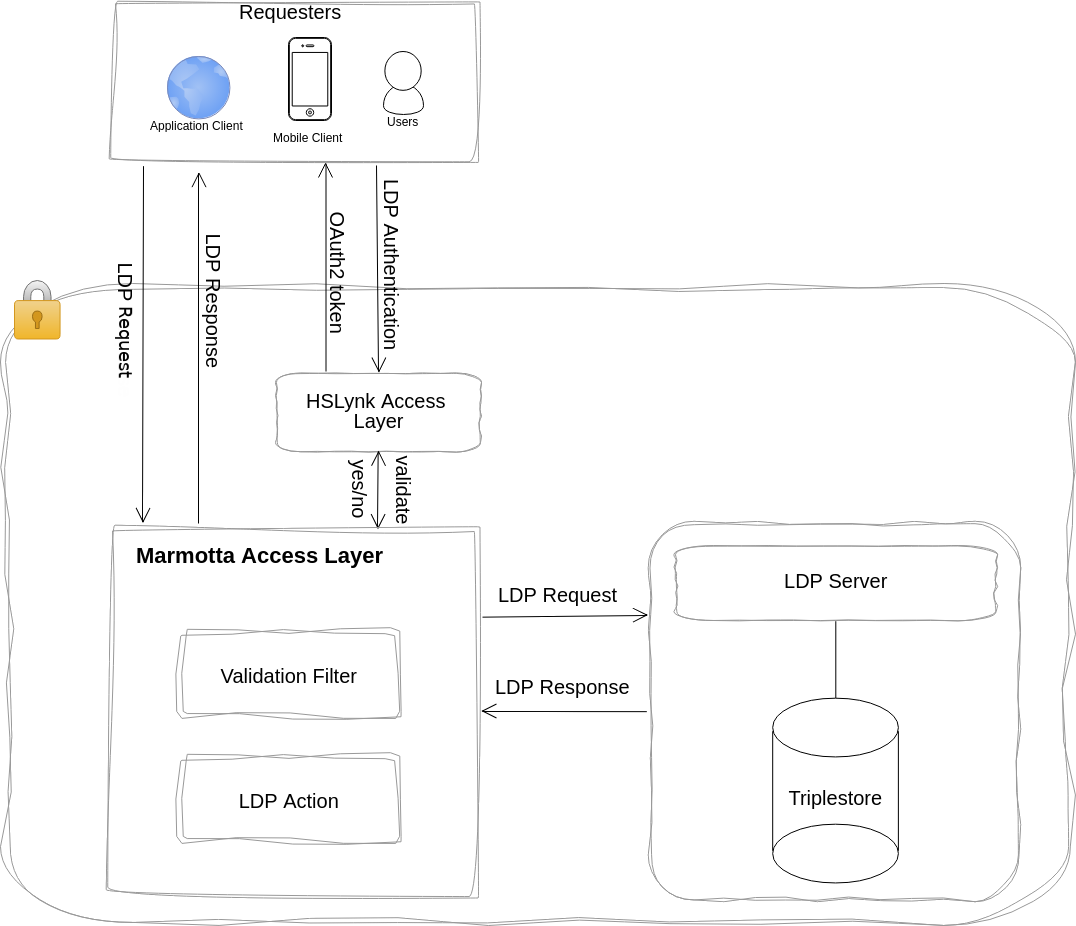 Requesters
Application Client
Mobile Client
Users
LDP Request
LDP Response
OAuth2 token
LDP Authentication
HSLynk Access
Layer
yes/no
validate
Marmotta Access Layer
Validation Filter
LDP Action
LDP Request
LDP Response
LDP Server
Triplestore